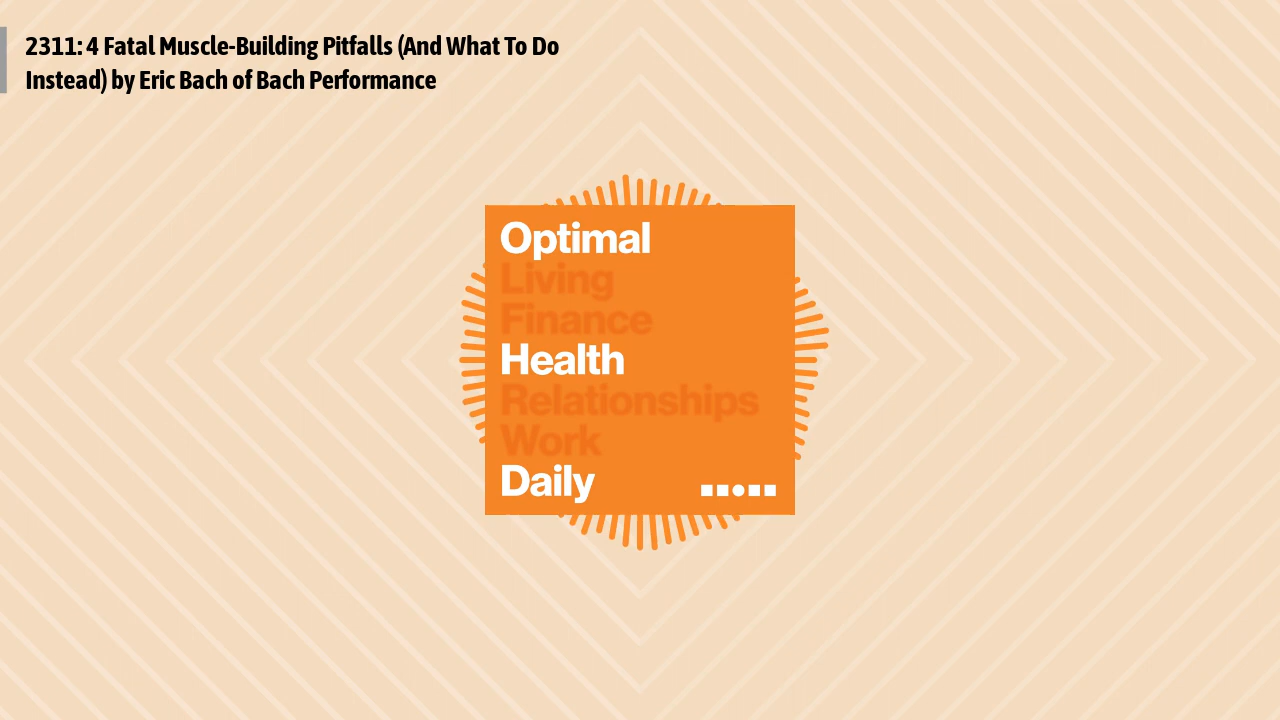 2311: 4 Fatal Muscle-Building Pitfalls (And What To Do
Instead) by Eric Bach of Bach Performance
Optimal
Living
Finance
Health
Relationships
Work
Daily